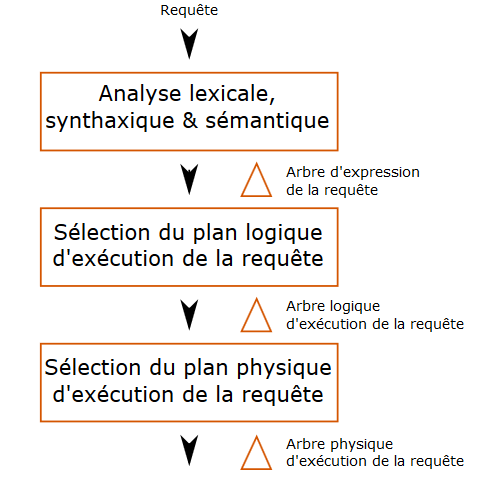 Requête
Analyse lexicale,
synthaxique & sémantique
Arbre d'expression
de la requête
Sélection du plan logique
d'exécution de la requête
Arbre logique
d'exécution de la requête
Sélection du plan physique
d'exécution de la requête
Arbre physique
d'exécution de la requête